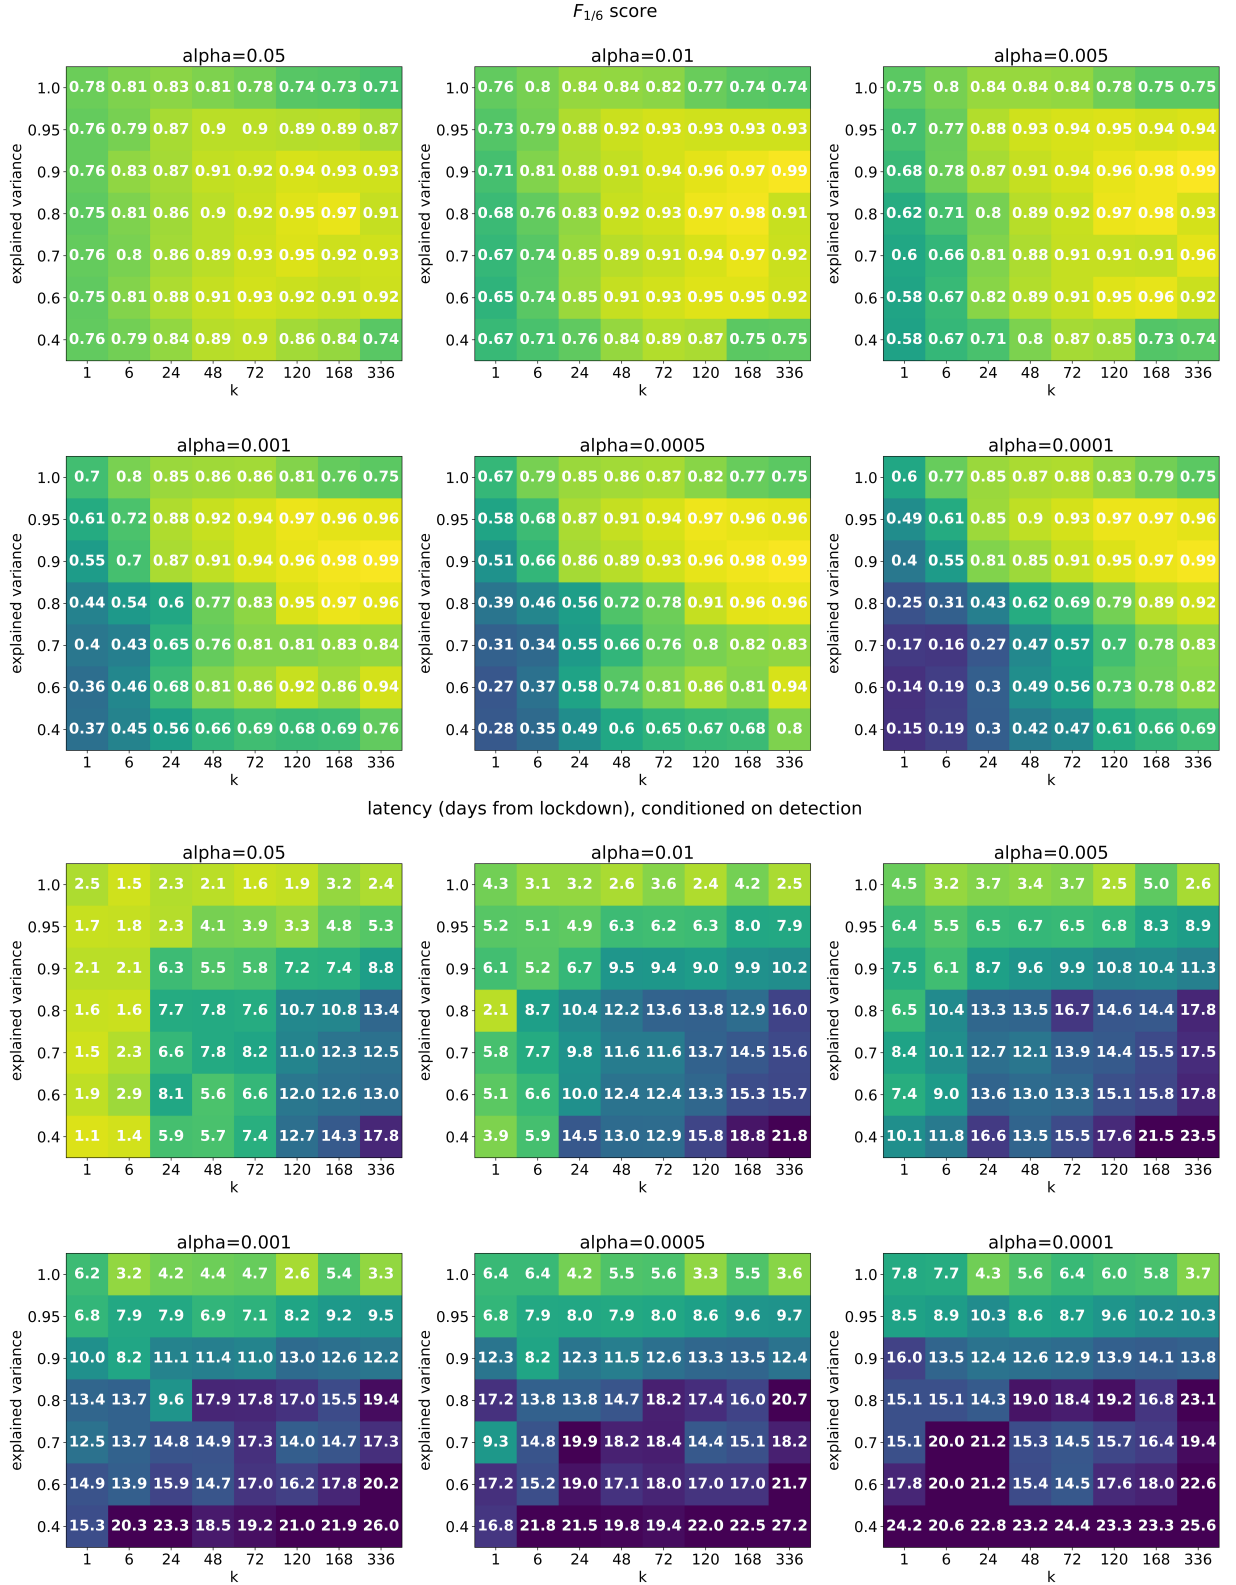 F1/6 score
alpha=0.05 alpha=0.01 alpha=0.005
1.0 0.78 0.81 0.83 0.81 0.78 0.74 0.73 0.71 1.0 0.76 0.8 0.84 0.84 0.82 0.77 0.74 0.74 1.0 0.75 0.8 0.84 0.84 0.84 0.78 0.75 0.75
0.95 0.76 0.79 0.87 0.9 0.9 0.89 0.89 0.87 0.95 0.73 0.79 0.88 0.92 0.93 0.93 0.93 0.93 0.95 0.7 0.77 0.88 0.93 0.94 0.95 0.94 0.94
0.9 0.76 0.83 0.87 0.91 0.92 0.94 0.93 0.93 0.9 0.71 0.81 0.88 0.91 0.94 0.96 0.97 0.99 0.9 0.68 0.78 0.87 0.91 0.94 0.96 0.98 0.99
explained variance explained variance explained variance
0.8 0.75 0.81 0.86 0.9 0.92 0.95 0.97 0.91 0.8 0.68 0.76 0.83 0.92 0.93 0.97 0.98 0.91 0.8 0.62 0.71 0.8 0.89 0.92 0.97 0.98 0.93
0.7 0.76 0.8 0.86 0.89 0.93 0.95 0.92 0.93 0.7 0.67 0.74 0.85 0.89 0.91 0.94 0.97 0.92 0.7 0.6 0.66 0.81 0.88 0.91 0.91 0.91 0.96
0.6 0.75 0.81 0.88 0.91 0.93 0.92 0.91 0.92 0.6 0.65 0.74 0.85 0.91 0.93 0.95 0.95 0.92 0.6 0.58 0.67 0.82 0.89 0.91 0.95 0.96 0.92
0.4 0.76 0.79 0.84 0.89 0.9 0.86 0.84 0.74 0.4 0.67 0.71 0.76 0.84 0.89 0.87 0.75 0.75 0.4 0.58 0.67 0.71 0.8 0.87 0.85 0.73 0.74
1 6 24 48 72 120 168 336 1 6 24 48 72 120 168 336 1 6 24 48 72 120 168 336
k k k
alpha=0.001 alpha=0.0005 alpha=0.0001
1.0 0.7 0.8 0.85 0.86 0.86 0.81 0.76 0.75 1.0 0.67 0.79 0.85 0.86 0.87 0.82 0.77 0.75 1.0 0.6 0.77 0.85 0.87 0.88 0.83 0.79 0.75
0.95 0.61 0.72 0.88 0.92 0.94 0.97 0.96 0.96 0.95 0.58 0.68 0.87 0.91 0.94 0.97 0.96 0.96 0.95 0.49 0.61 0.85 0.9 0.93 0.97 0.97 0.96
0.9 0.55 0.7 0.87 0.91 0.94 0.96 0.98 0.99 0.9 0.51 0.66 0.86 0.89 0.93 0.96 0.98 0.99 0.9 0.4 0.55 0.81 0.85 0.91 0.95 0.97 0.99
explained variance explained variance explained variance
0.8 0.44 0.54 0.6 0.77 0.83 0.95 0.97 0.96 0.8 0.39 0.46 0.56 0.72 0.78 0.91 0.96 0.96 0.8 0.25 0.31 0.43 0.62 0.69 0.79 0.89 0.92
0.7 0.4 0.43 0.65 0.76 0.81 0.81 0.83 0.84 0.7 0.31 0.34 0.55 0.66 0.76 0.8 0.82 0.83 0.7 0.17 0.16 0.27 0.47 0.57 0.7 0.78 0.83
0.6 0.36 0.46 0.68 0.81 0.86 0.92 0.86 0.94 0.6 0.27 0.37 0.58 0.74 0.81 0.86 0.81 0.94 0.6 0.14 0.19 0.3 0.49 0.56 0.73 0.78 0.82
0.4 0.37 0.45 0.56 0.66 0.69 0.68 0.69 0.76 0.4 0.28 0.35 0.49 0.6 0.65 0.67 0.68 0.8 0.4 0.15 0.19 0.3 0.42 0.47 0.61 0.66 0.69
1 6 24 48 72 120 168 336 1 6 24 48 72 120 168 336 1 6 24 48 72 120 168 336
k k k
latency (days from lockdown), conditioned on detection
alpha=0.05 alpha=0.01 alpha=0.005
1.0 2.5 1.5 2.3 2.1 1.6 1.9 3.2 2.4 1.0 4.3 3.1 3.2 2.6 3.6 2.4 4.2 2.5 1.0 4.5 3.2 3.7 3.4 3.7 2.5 5.0 2.6
0.95 1.7 1.8 2.3 4.1 3.9 3.3 4.8 5.3 0.95 5.2 5.1 4.9 6.3 6.2 6.3 8.0 7.9 0.95 6.4 5.5 6.5 6.7 6.5 6.8 8.3 8.9
0.9 2.1 2.1 6.3 5.5 5.8 7.2 7.4 8.8 0.9 6.1 5.2 6.7 9.5 9.4 9.0 9.9 10.2 0.9 7.5 6.1 8.7 9.6 9.9 10.8 10.4 11.3
explained variance explained variance explained variance
0.8 1.6 1.6 7.7 7.8 7.6 10.7 10.8 13.4 0.8 2.1 8.7 10.4 12.2 13.6 13.8 12.9 16.0 0.8 6.5 10.4 13.3 13.5 16.7 14.6 14.4 17.8
0.7 1.5 2.3 6.6 7.8 8.2 11.0 12.3 12.5 0.7 5.8 7.7 9.8 11.6 11.6 13.7 14.5 15.6 0.7 8.4 10.1 12.7 12.1 13.9 14.4 15.5 17.5
0.6 1.9 2.9 8.1 5.6 6.6 12.0 12.6 13.0 0.6 5.1 6.6 10.0 12.4 12.4 13.3 15.3 15.7 0.6 7.4 9.0 13.6 13.0 13.3 15.1 15.8 17.8
0.4 1.1 1.4 5.9 5.7 7.4 12.7 14.3 17.8 0.4 3.9 5.9 14.5 13.0 12.9 15.8 18.8 21.8 0.4 10.1 11.8 16.6 13.5 15.5 17.6 21.5 23.5
1 6 24 48 72 120 168 336 1 6 24 48 72 120 168 336 1 6 24 48 72 120 168 336
k k k
alpha=0.001 alpha=0.0005 alpha=0.0001
1.0 6.2 3.2 4.2 4.4 4.7 2.6 5.4 3.3 1.0 6.4 6.4 4.2 5.5 5.6 3.3 5.5 3.6 1.0 7.8 7.7 4.3 5.6 6.4 6.0 5.8 3.7
0.95 6.8 7.9 7.9 6.9 7.1 8.2 9.2 9.5 0.95 6.8 7.9 8.0 7.9 8.0 8.6 9.6 9.7 0.95 8.5 8.9 10.3 8.6 8.7 9.6 10.2 10.3
0.9 10.0 8.2 11.1 11.4 11.0 13.0 12.6 12.2 0.9 12.3 8.2 12.3 11.5 12.6 13.3 13.5 12.4 0.9 16.0 13.5 12.4 12.6 12.9 13.9 14.1 13.8
explained variance explained variance explained variance
0.8 13.4 13.7 9.6 17.9 17.8 17.0 15.5 19.4 0.8 17.2 13.8 13.8 14.7 18.2 17.4 16.0 20.7 0.8 15.1 15.1 14.3 19.0 18.4 19.2 16.8 23.1
0.7 12.5 13.7 14.8 14.9 17.3 14.0 14.7 17.3 0.7 9.3 14.8 19.9 18.2 18.4 14.4 15.1 18.2 0.7 15.1 20.0 21.2 15.3 14.5 15.7 16.4 19.4
0.6 14.9 13.9 15.9 14.7 17.0 16.2 17.8 20.2 0.6 17.2 15.2 19.0 17.1 18.0 17.0 17.0 21.7 0.6 17.8 20.0 21.2 15.4 14.5 17.6 18.0 22.6
0.4 15.3 20.3 23.3 18.5 19.2 21.0 21.9 26.0 0.4 16.8 21.8 21.5 19.8 19.4 22.0 22.5 27.2 0.4 24.2 20.6 22.8 23.2 24.4 23.3 23.3 25.6
1 6 24 48 72 120 168 336 1 6 24 48 72 120 168 336 1 6 24 48 72 120 168 336
k k k